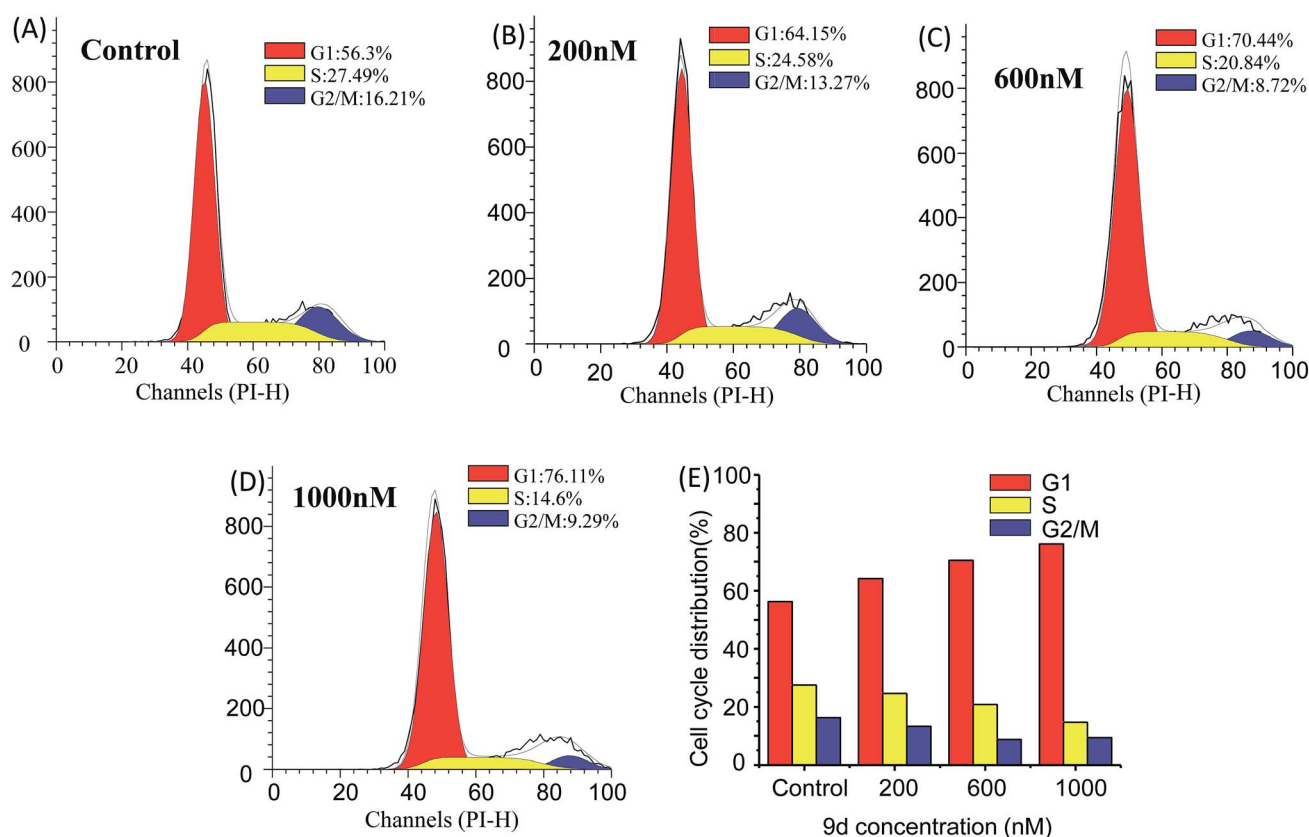 (A)
Control
G1:56.3%
S:27.49%
G2/M:16.21%
800
600
400
200
0
0 20 40 60 80 100
Channels (PI-H)
(B)
200nM
G1:64.15%
S:24.58%
G2/M:13.27%
800
600
400
200
0
0 20 40 60 80 100
Channels (PI-H)
(C)
600nM
G1:70.44%
S:20.84%
G2/M:8.72%
800
600
400
200
0
0 20 40 60 80 100
Channels (PI-H)
(D)
1000nM
G1:76.11%
S:14.6%
G2/M:9.29%
800
600
400
200
0
0 20 40 60 80 100
Channels (PI-H)
(E)
G1
S
G2/M
Cell cycle distribution(%)
100
80
60
40
20
0
Control 200 600 1000
9d concentration (nM)